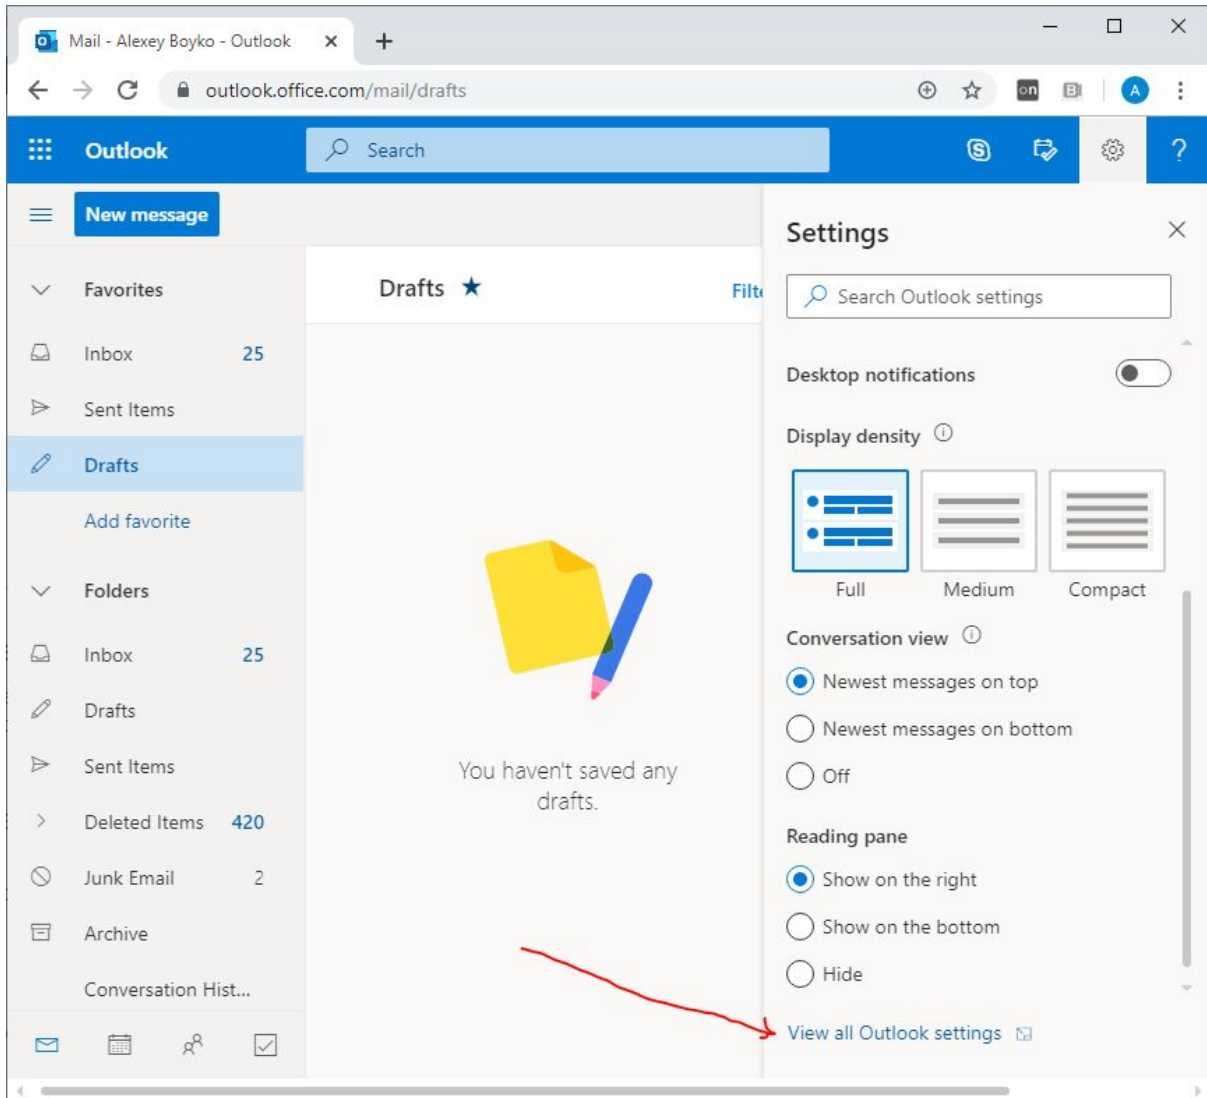 Mail - Alexey Boyko - Outlook
outlook.office.com/mail/drafts
on
B
A
Outlook
Search
S
?
New message
Settings
Favorites
Drafts
Search Outlook settings
Inbox 25
Desktop notifications
Sent Items
Display density
Drafts
Add favorite
Full Medium Compact
Folders
Conversation view
Inbox 25
Newest messages on top
Drafts
Newest messages on bottom
Sent Items
You haven't saved any
drafts.
Off
Deleted Items 420
Reading pane
Junk Email 2
Show on the right
Archive
Show on the bottom
Hide
Conversation Hist...
View all Outlook settings